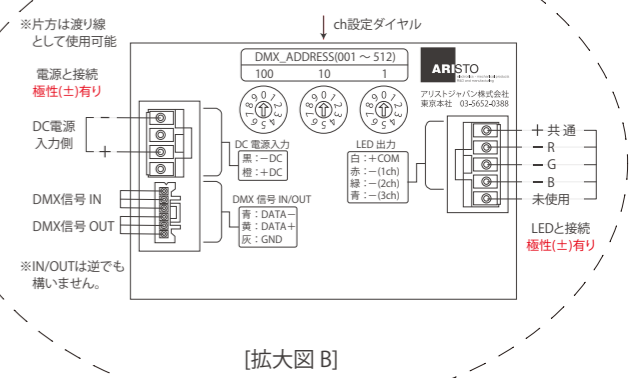 ※片方は渡り線
として使用可能
ch設定ダイヤル
電源と接続
極性(±)有り
DC電源
入力側
−
+
DMX信号 IN
DMX信号 OUT
※IN/OUTは逆でも
構いません。
DMX_ADDRESS(001 ~ 512)
100 10 1
DC 電源入力
黒:−DC
橙:+DC
DMX 信号 IN/OUT
青:DATA−
黄:DATA+
灰:GND
LED 出力
白:+COM
赤:−(1ch)
緑:−(2ch)
青:−(3ch)
ARISTO
アリストジャパン株式会社
東京本社 03-5652-0388
+ 共 通
− R
− G
− B
未使用
LEDと接続
極性(±)有り
[拡大図 B]